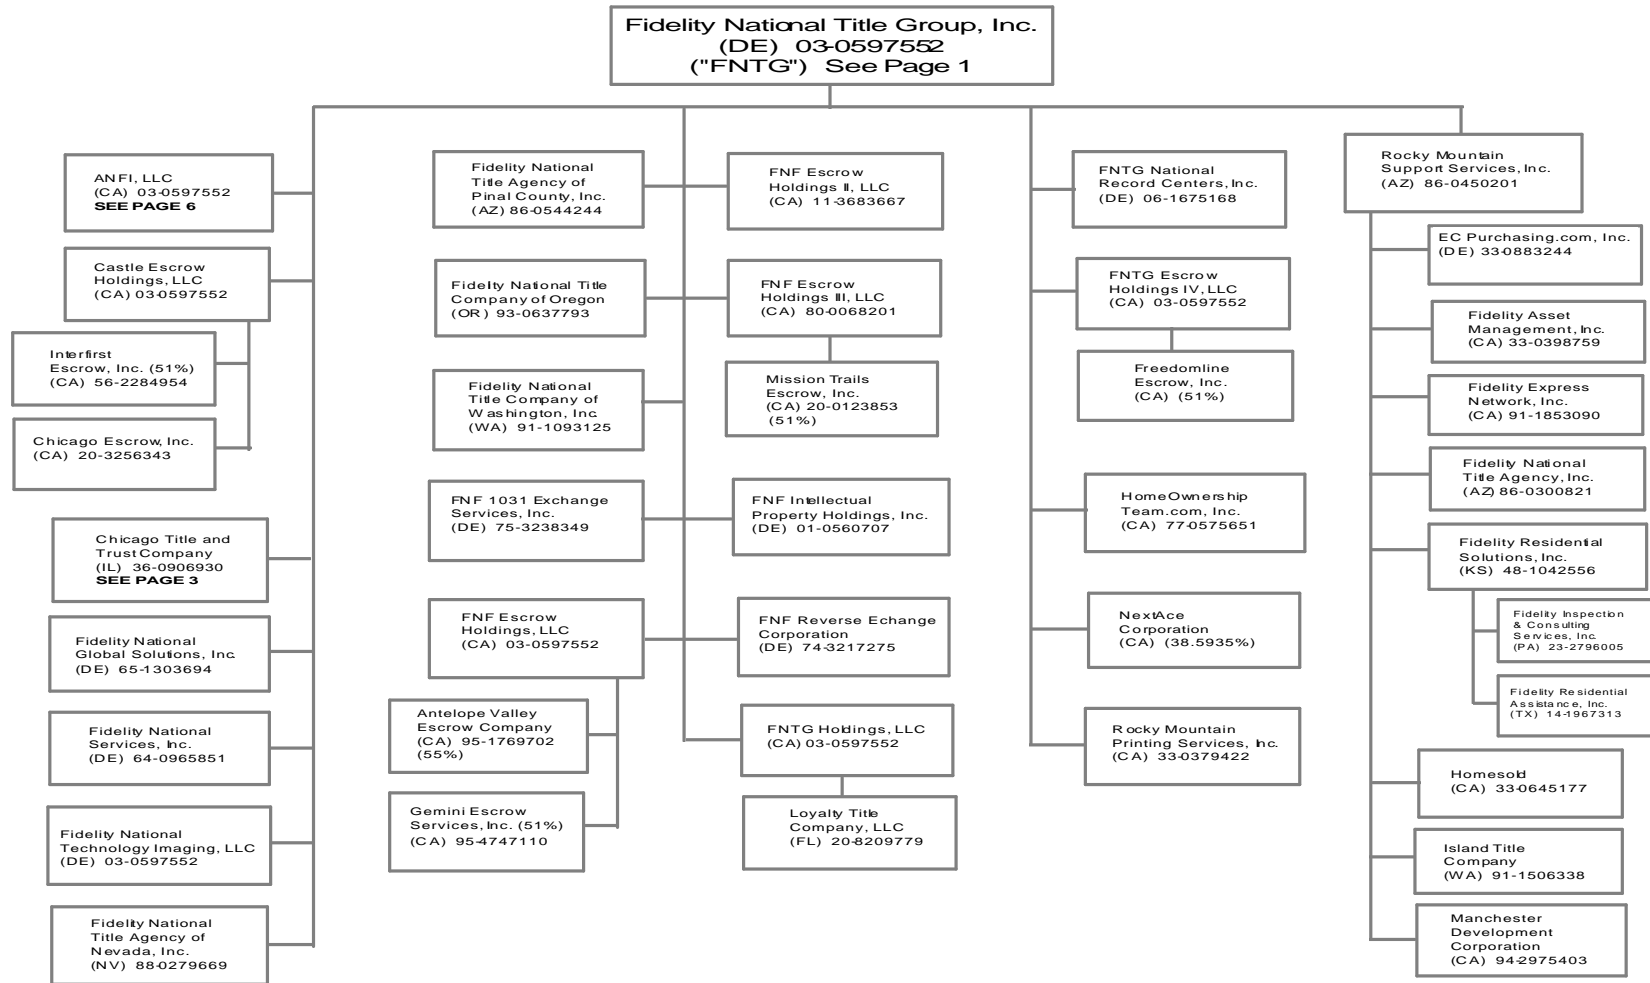 Fidelity National Title Group, Inc.
(DE) 03-0597552
("FNTG") See Page 1
ANFI, LLC
(CA) 03-0597552
SEE PAGE 6
Castle Escrow
Holdings, LLC
(CA) 03-0597552
Interfirst
Escrow, Inc. (51%)
(CA) 56-2284954
Chicago Escrow, Inc.
(CA) 20-3256343
Chicago Title and
Trust Company
(IL) 36-0906930
SEE PAGE 3
Fidelity National
Global Solutions, Inc.
(DE) 65-1303694
Fidelity National
Services, Inc.
(DE) 64-0965851
Fidelity National
Technology Imaging, LLC
(DE) 03-0597552
Fidelity National
Title Agency of
Nevada, Inc.
(NV) 88-0279669
Fidelity National
Title Agency of
Pinal County, Inc.
(AZ) 86-0544244
Fidelity National Title
Company of Oregon
(OR) 93-0637793
Fidelity National
Title Company of
Washington, Inc.
(WA) 91-1093125
FNF 1031 Exchange
Services, Inc.
(DE) 75-3238349
FNF Escrow
Holdings, LLC
(CA) 03-0597552
Antelope Valley
Escrow Company
(CA) 95-1769702
(55%)
Gemini Escrow
Services, Inc. (51%)
(CA) 95-4747110
FNF Escrow
Holdings II, LLC
(CA) 11-3683667
FNF Escrow
Holdings III, LLC
(CA) 80-0068201
Mission Trails
Escrow, Inc.
(CA) 20-0123853
(51%)
FNF Intellectual
Property Holdings, Inc.
(DE) 01-0560707
FNF Reverse Echange
Corporation
(DE) 74-3217275
FNTG Holdings, LLC
(CA) 03-0597552
Loyalty Title
Company, LLC
(FL) 20-8209779
FNTG National
Record Centers, Inc.
(DE) 06-1675168
FNTG Escrow
Holdings IV, LLC
(CA) 03-0597552
Freedomline
Escrow, Inc.
(CA) (51%)
HomeOwnership
Team.com, Inc.
(CA) 77-0575651
NextAce
Corporation
(CA) (38.5935%)
Rocky Mountain
Printing Services, Inc.
(CA) 33-0379422
Rocky Mountain
Support Services, Inc.
(AZ) 86-0450201
EC Purchasing.com, Inc.
(DE) 33-0883244
Fidelity Asset
Management, Inc.
(CA) 33-0398759
Fidelity Express
Network, Inc.
(CA) 91-1853090
Fidelity National
Title Agency, Inc.
(AZ) 86-0300821
Fidelity Residential
Solutions, Inc.
(KS) 48-1042556
Fidelity Inspection
& Consulting
Services, Inc.
(PA) 23-2796005
Fidelity Residential
Assistance, Inc.
(TX) 14-1967313
Homesold
(CA) 33-0645177
Island Title
Company
(WA) 91-1506338
Manchester
Development
Corporation
(CA) 94-2975403